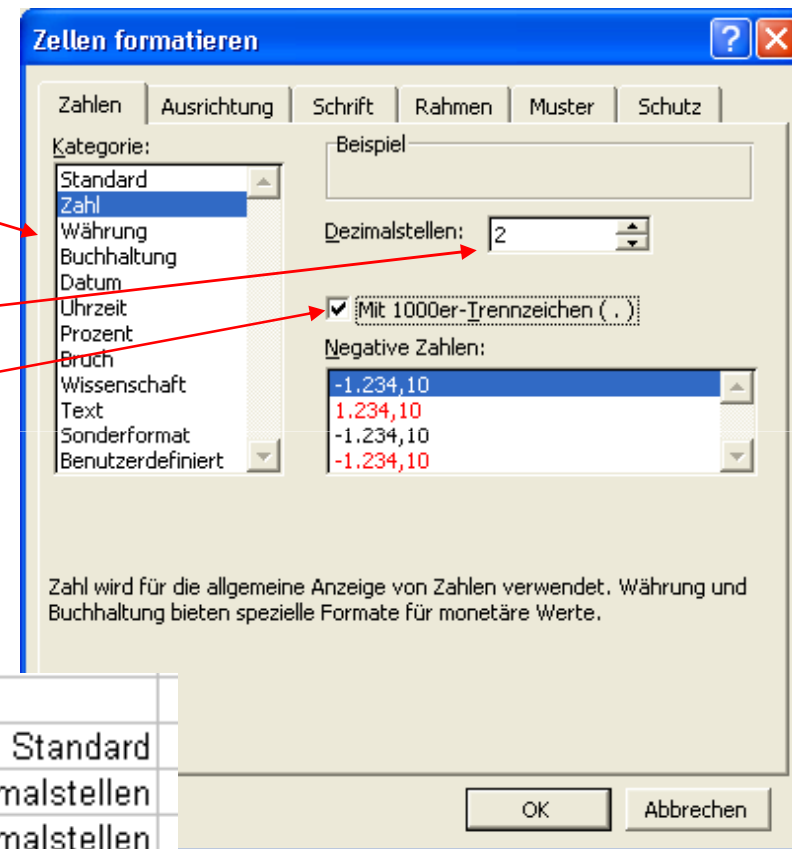 Zellen formatieren
Zahlen Ausrichtung Schrift Rahmen Muster Schutz
Kategorie:
Standard
Zahl
Währung
Buchhaltung
Datum
Uhrzeit
Prozent
Bruch
Wissenschaft
Text
Sonderformat
Benutzerdefiniert
Beispiel
Dezimalstellen: 2
Mit 1000er-Trennzeichen ( . )
Negative Zahlen:
-1.234,10
1.234,10
-1.234,10
-1.234,10
Zahl wird für die allgemeine Anzeige von Zahlen verwendet. Währung und
Buchhaltung bieten spezielle Formate für monetäre Werte.
Standard
malstellen
malstellen
OK Abbrechen